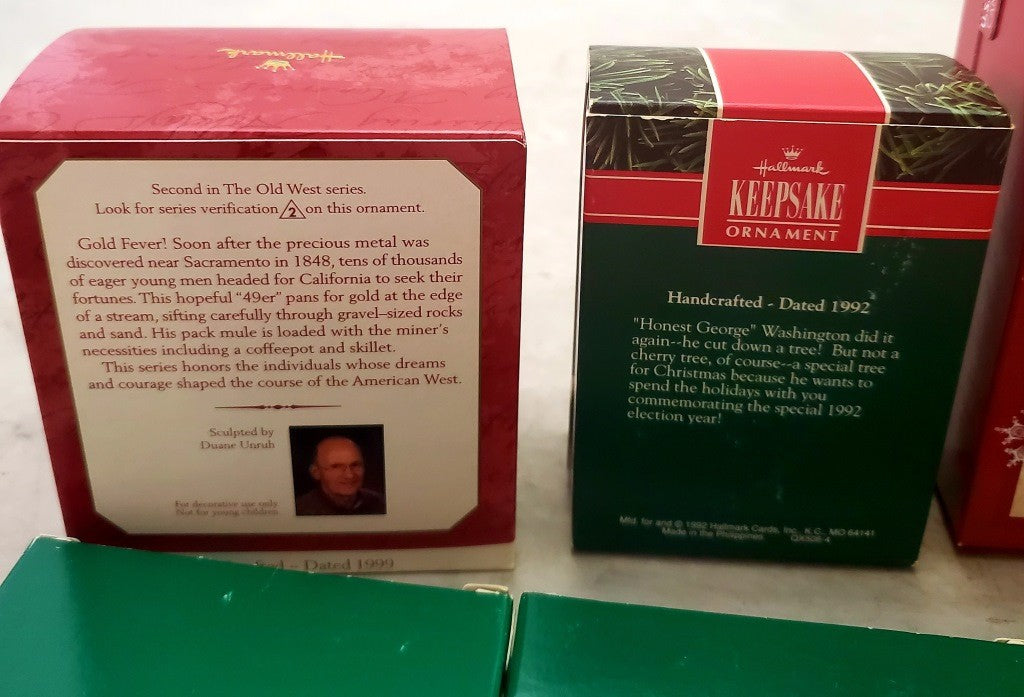 Hallmark
Second in The Old West series.
Look for series verification 2 on this ornament.
Gold Fever! Soon after the precious metal was
discovered near Sacramento in 1848, tens of thousands
of eager young men headed for California to seek their
fortunes. This hopeful "49er" pans for gold at the edge
of a stream, sifting carefully through gravel–sized rocks
and sand. His pack mule is loaded with the miner's
necessities including a coffeepot and skillet.
This series honors the individuals whose dreams
and courage shaped the course of the American West.
Sculpted by
Duane Unruh
For decorative use only
Not for young children
– Dated 1999
Hallmark
KEEPSAKE
ORNAMENT
Handcrafted - Dated 1992
"Honest George" Washington did it
again--he cut down a tree! But not a
cherry tree, of course--a special tree
for Christmas because he wants to
spend the holidays with you
commemorating the special 1992
election year!
Mfd. for and © 1992 Hallmark Cards, Inc., K.C., MO 64141
Made in the Philippines QX506-4